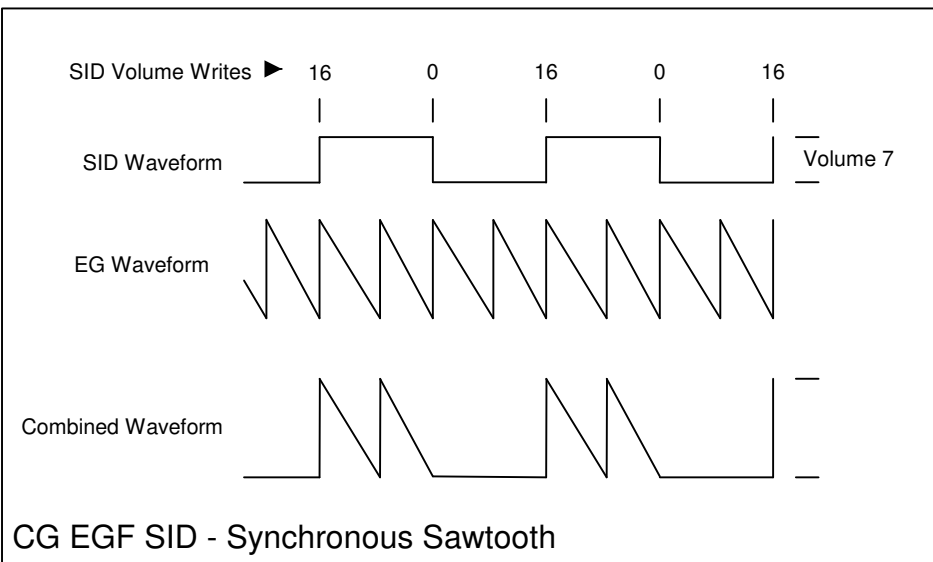 SID Volume Writes ► 16 0 16 0 16
SID Waveform
Volume 7
EG Waveform
Combined Waveform
CG EGF SID - Synchronous Sawtooth